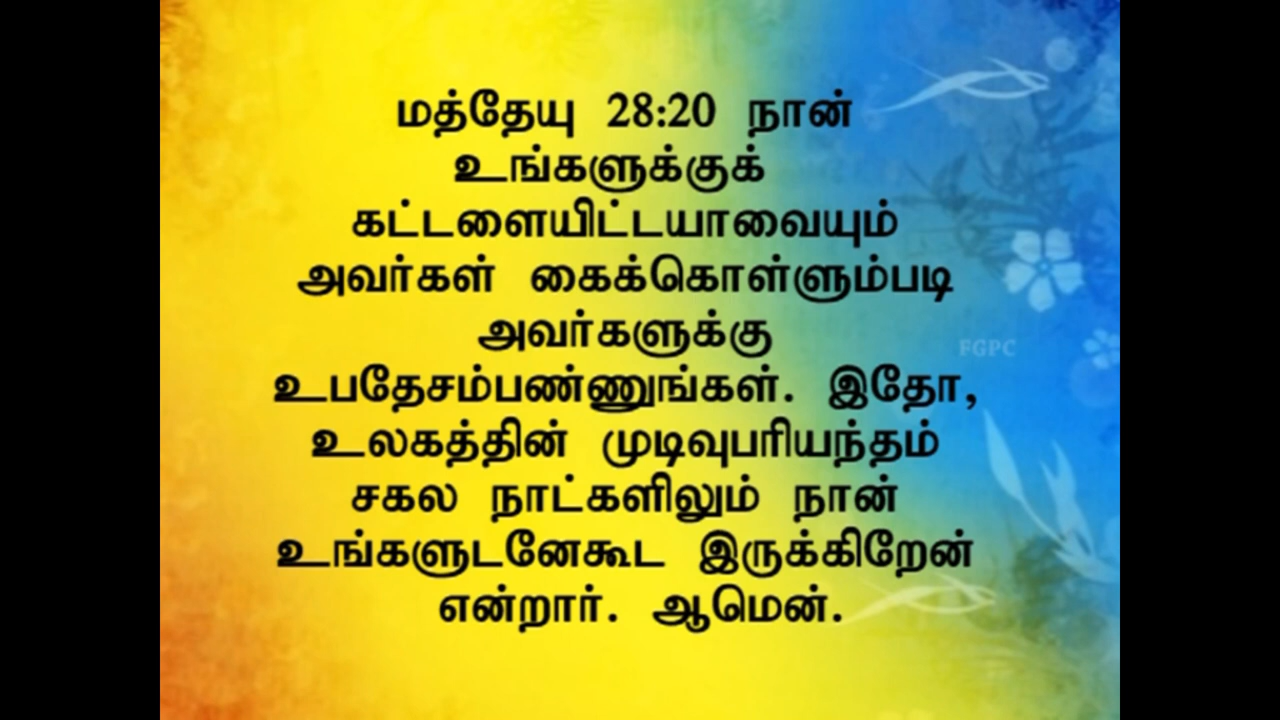 மத்தேயு 28:20 நான்
உங்களுக்குக்
கட்டளையிட்டயாவையும்
அவர்கள் கைக்கொள்ளும்படி
அவர்களுக்கு
FGPC
உபதேசம்பண்ணுங்கள். இதோ,
உலகத்தின் முடிவுபரியந்தம்
சகல நாட்களிலும் நான்
உங்களுடனேகூட இருக்கிறேன்
என்றார். ஆமென்.